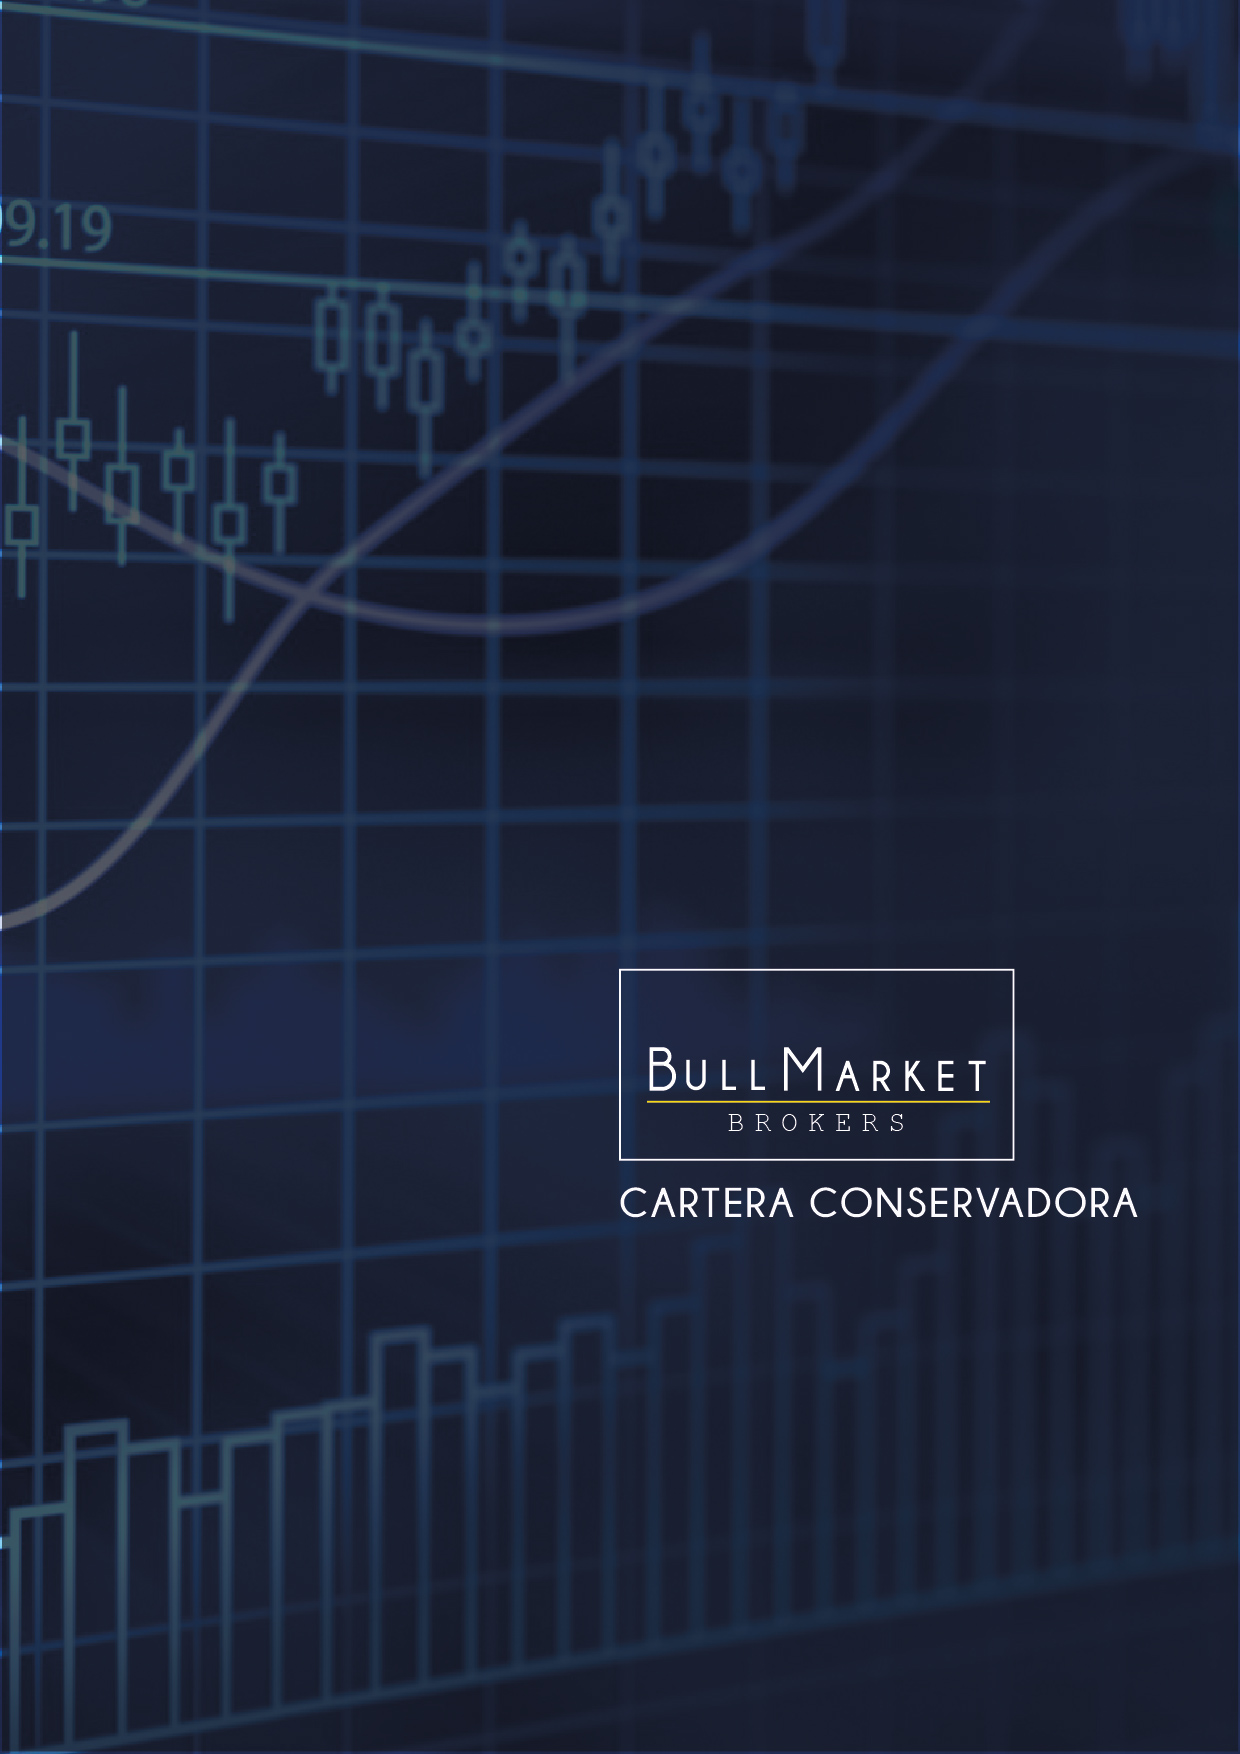 9.19
BULL MARKET
BROKERS
CARTERA CONSERVADORA